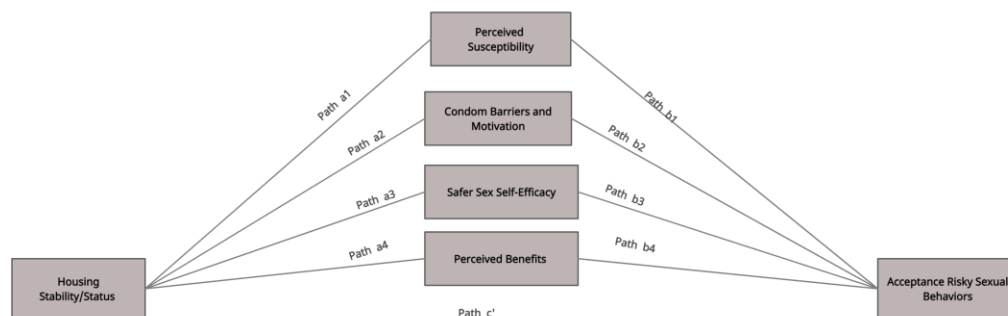 Perceived
Susceptibility
Path a1
Path b1
Condom Barriers and
Motivation
Path a2
Path b2
Safer Sex Self-Efficacy
Path a3
Path b3
Perceived Benefits
Path a4
Path b4
Housing
Stability/Status
Acceptance Risky Sexual
Behaviors
Path c'